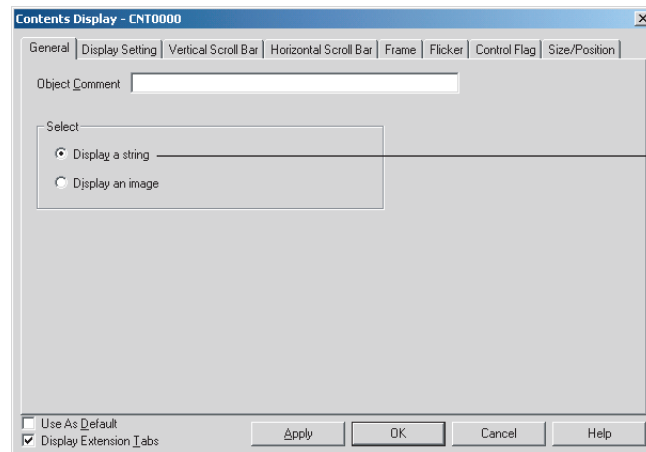 Contents Display - CNT0000
General Display Setting Vertical Scroll Bar Horizontal Scroll Bar Frame Flicker Control Flag Size/Position
Object Comment
Select
Display a string
Display an image
Use As Default
Display Extension Tabs
Apply OK Cancel Help